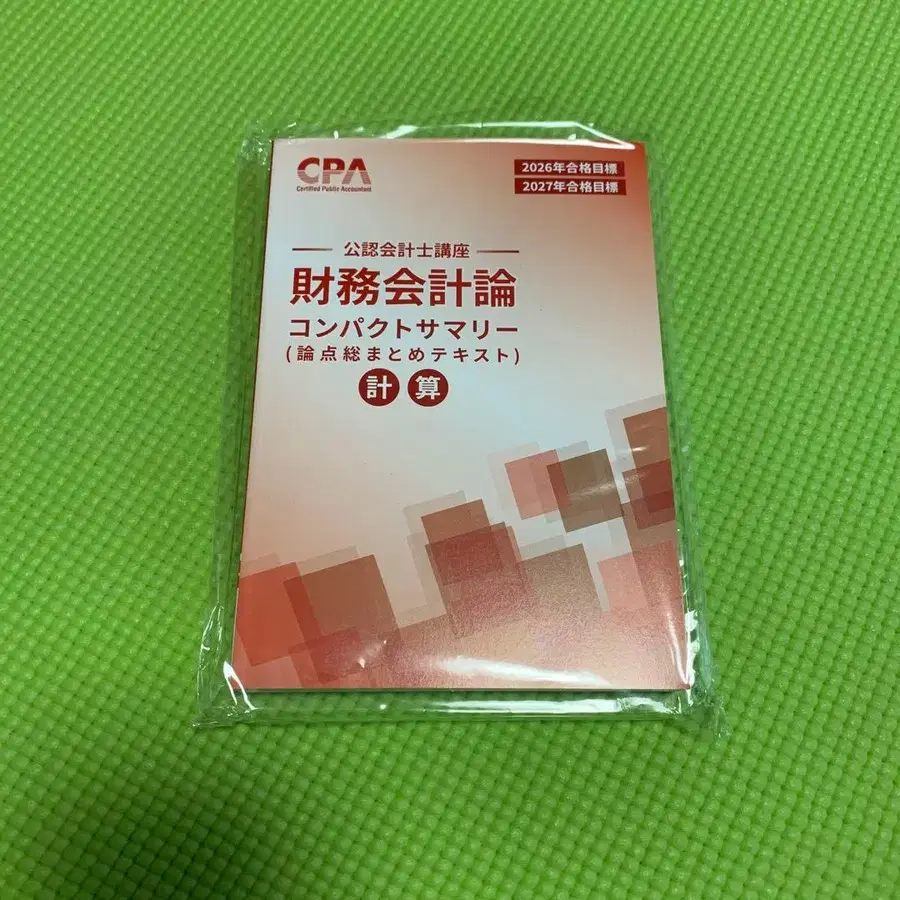 CPA
Certified Public Accountant
2026年合格目標
2027年合格目標
公認会計士講座
財務会計論
コンパクトサマリー
(論点総まとめテキスト)
計算